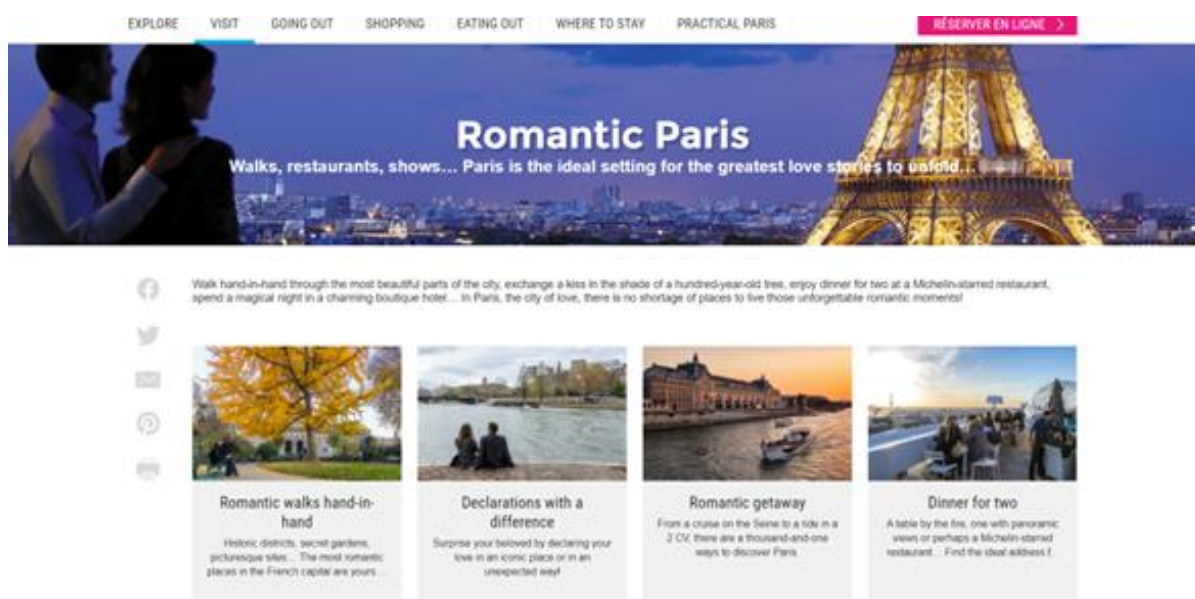 EXPLORE VISIT GOING OUT SHOPPING EATING OUT WHERE TO STAY PRACTICAL PARIS RÉSERVER EN LIGNE >
Romantic Paris
Walks, restaurants, shows... Paris is the ideal setting for the greatest love stories to unfold...
Walk hand-in-hand through the most beautiful parts of the city, exchange a kiss in the shade of a hundred-year-old tree, enjoy dinner for two at a Michelin-starred restaurant,
spend a magical night in a charming boutique hotel... In Paris, the city of love, there is no shortage of places to live those unforgettable romantic moments!
Romantic walks hand-in-
hand
Historic districts, secret gardens,
picturesque sites... The most romantic
places in the French capital are yours...
Declarations with a
difference
Surprise your beloved by declaring your
love in an iconic place or in an
unexpected way!
Romantic getaway
From a cruise on the Seine to a ride in a
2 CV, there are a thousand-and-one
ways to discover Paris.
Dinner for two
A table by the fire, one with panoramic
views or perhaps a Michelin-starred
restaurant... Find the ideal address f...